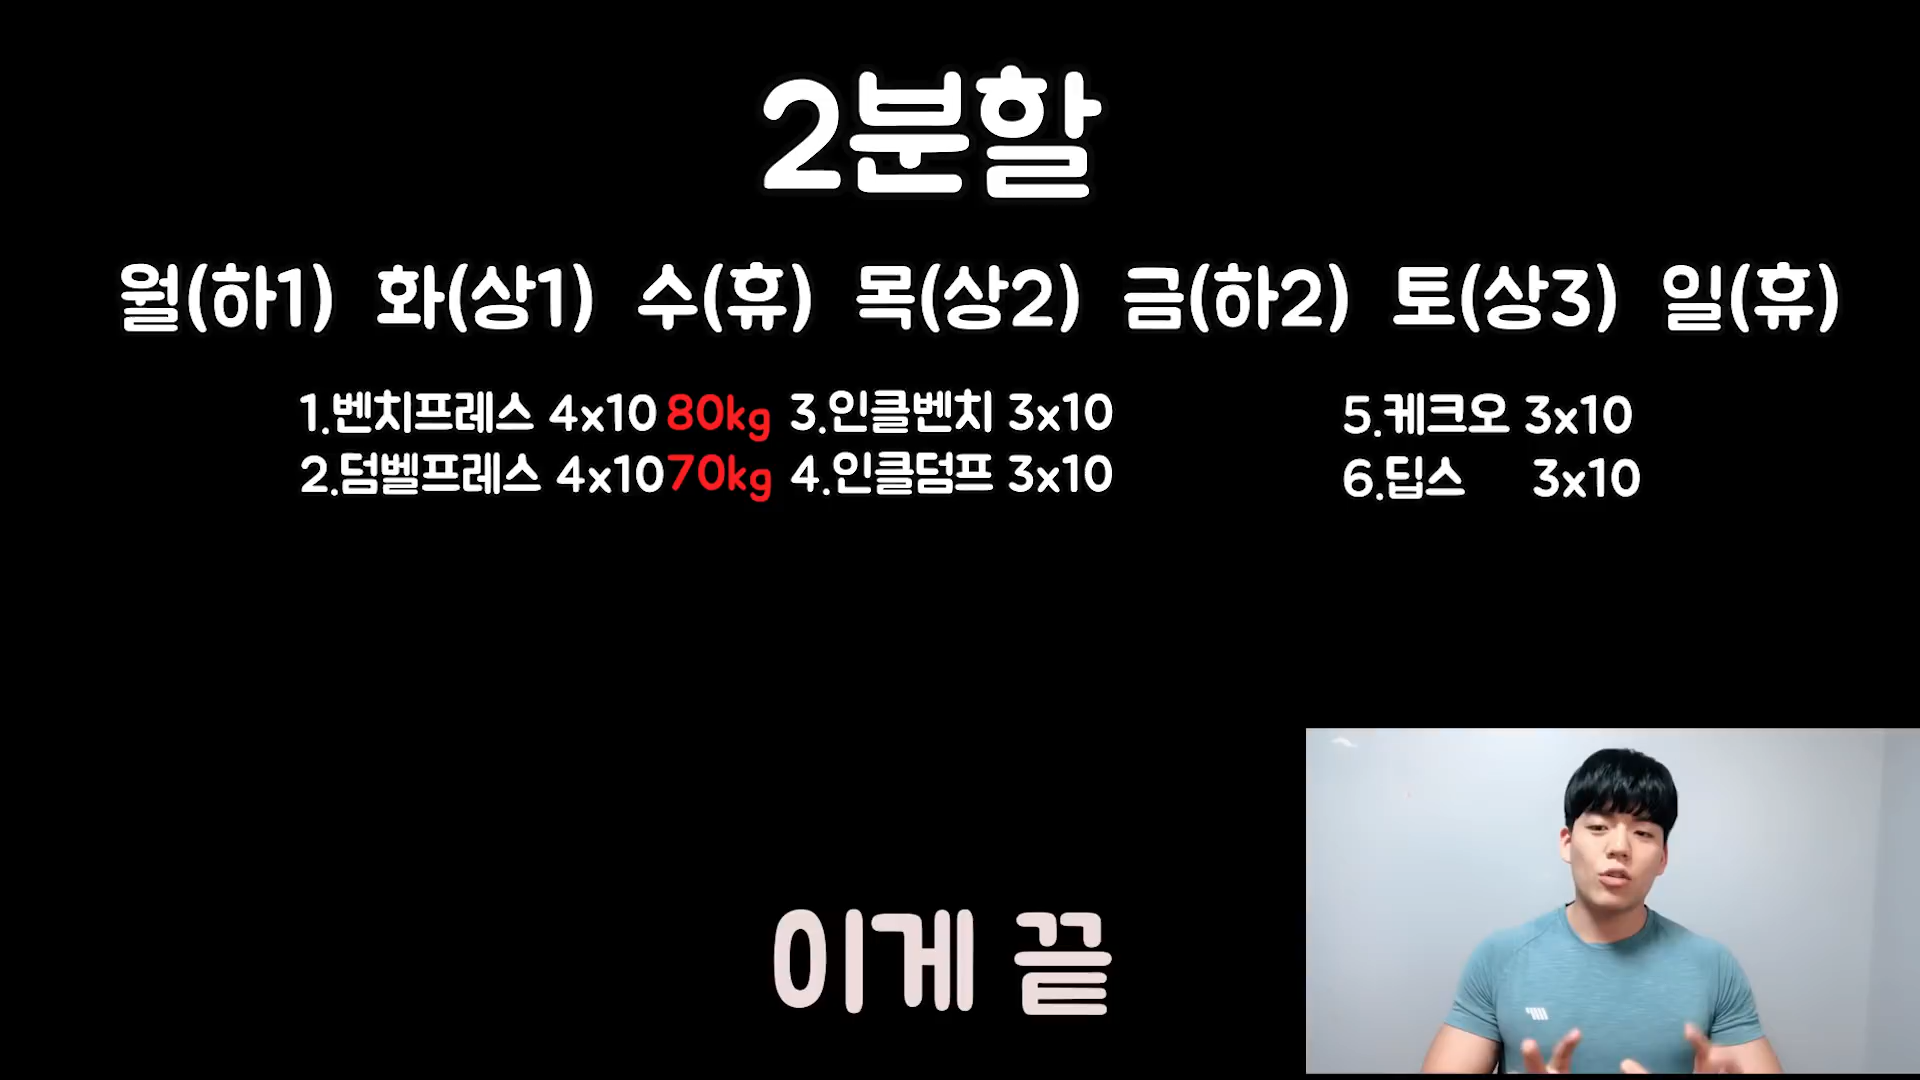 2분할
월(하1) 화(상1) 수(휴) 목(상2) 금(하2) 토(상3) 일(휴)
1.벤치프레스 4x10 80kg 3.인클벤치 3x10 5.케크오 3x10
2.덤벨프레스 4x10 70kg 4.인클덤프 3x10 6.딥스 3x10
이게 끝